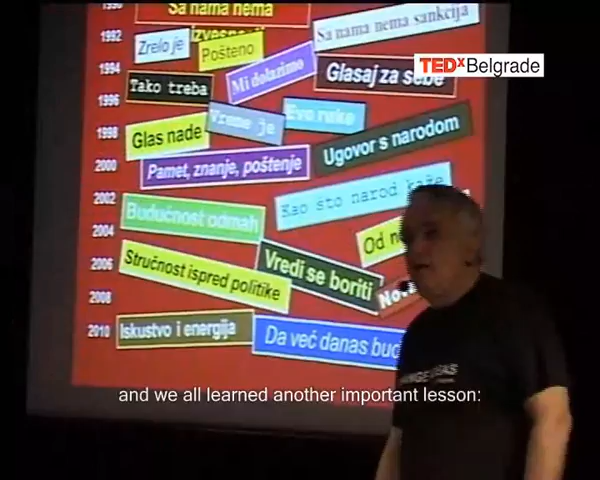 1990
Sa nama nema
izvesnosti
Sa nama nema sankcija
1992
Zrelo je
Pošteno
TEDxBelgrade
1994
Mi dolazimo
Glasaj za sebe
Tako treba
1996
Vreme je
Evo ruke
1998
Glas nade
Ugovor s narodom
2000
Pamet, znanje, poštenje
2002
Kao sto narod kaže
Budućnost odmah
2004
Od
2006
Stručnost ispred politike
Vredi se boriti
2008
2010
Iskustvo i energija
Da već danas
and we all learned another important lesson: